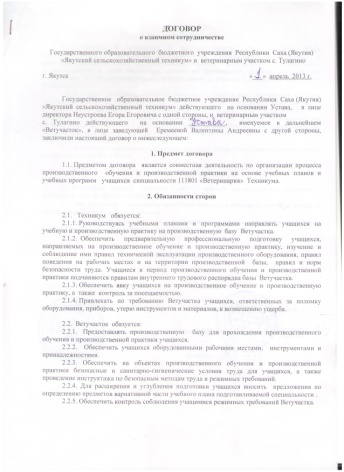 ДОГОВОР
о взаимном сотрудничестве
Государственного образовательного бюджетного учреждения Республики Саха (Якутия)
«Якутский сельскохозяйственный техникум» и ветеринарным участком с. Тулагино
г. Якутск « 1 » апрель 2013 г.
Государственное образовательное бюджетное учреждение Республики Саха (Якутия)
«Якутский сельскохозяйственный техникум» действующего на основании Устава, в лице
директора Неустроева Егора Егоровича с одной стороны, и ветеринарным участком
с. Тулагино действующего на основании Устава, именуемое в дальнейшем
«Ветучасток», в лице заведующей Еремеевой Валентины Андреевны с другой стороны,
заключили настоящий договор о нижеследующем:
1. Предмет договора
1.1. Предметом договора является совместная деятельность по организации процесса
производственного обучения и производственной практики на основе учебных планов и
учебных программ учащихся специальности 111801 «Ветеринария» Техникума.
2. Обязанности сторон
2.1. Техникум обязуется:
2.1.1. Руководствуясь учебными планами и программами направлять учащихся на
учебную и производственную практику на производственную базу Ветучастка.
2.1.2. Обеспечить предварительную профессиональную подготовку учащихся,
направляемых на производственное обучение и производственную практику, изучение и
соблюдение ими правил технической эксплуатации производственного оборудования, правил
поведения на рабочих местах и на территории производственной базы, правил и норм
безопасности труда. Учащиеся в период производственного обучения и производственной
практики подчиняются правилам внутреннего трудового распорядка базы Ветучастка.
2.1.3. Обеспечить явку учащихся на производственное обучение и производственную
практику, а также контроль за посещаемостью.
2.1.4. Привлекать по требованию Ветучастка учащихся, ответственных за поломку
оборудования, приборов, утерю инструментов и материалов, к возмещению ущерба.
2.2. Ветучасток обязуется:
2.2.1. Предоставлять производственную базу для прохождения производственного
обучения и производственной практики учащихся.
2.2.2. Обеспечить учащихся оборудованными рабочими местами, инструментами и
принадлежностями.
2.2.3. Обеспечить на объектах производственного обучения и производственной
практики безопасные и санитарно-гигиенические условия труда для учащихся, а также
проведение инструктажа по безопасным методам труда и режимных требований.
2.2.4. Для расширения и углубления подготовки учащихся вносить предложения по
определению предметов вариативной части учебного плана подготавливаемой специальности .
2.2.5. Обеспечить контроль соблюдения учащимися режимных требований Ветучастка.